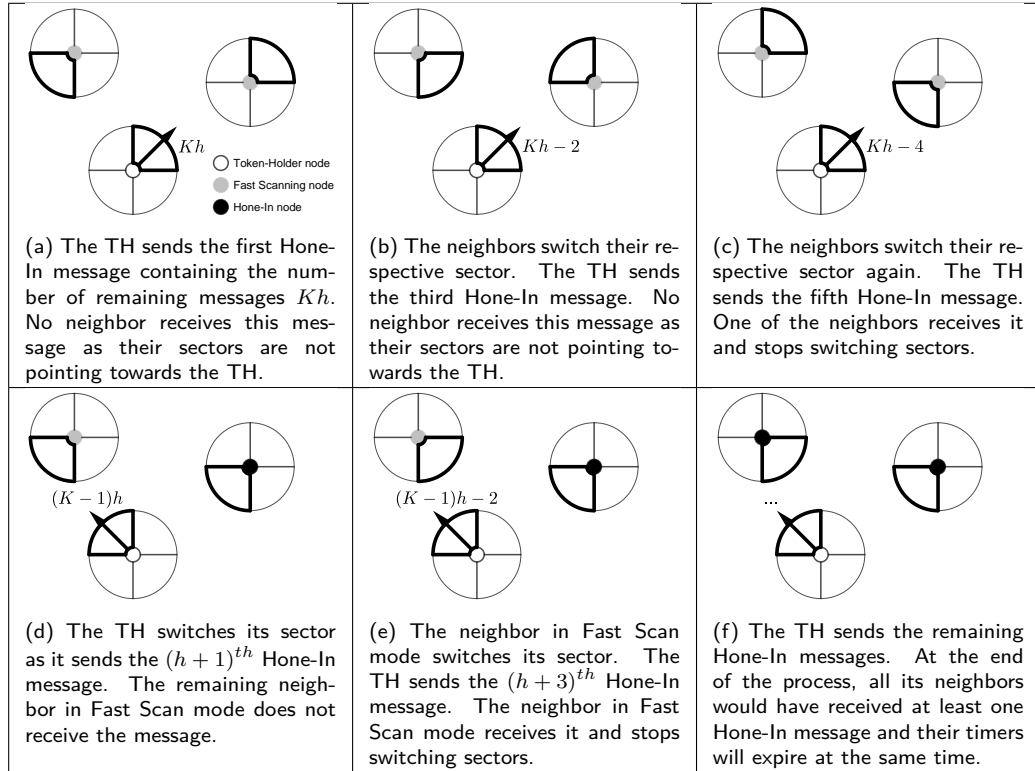 Kh
Token-Holder node
Fast Scanning node
Hone-In node
(a) The TH sends the first Hone-
In message containing the num-
ber of remaining messages Kh.
No neighbor receives this mes-
sage as their sectors are not
pointing towards the TH.
Kh − 2
(b) The neighbors switch their re-
spective sector. The TH sends
the third Hone-In message. No
neighbor receives this message as
their sectors are not pointing to-
wards the TH.
Kh − 4
(c) The neighbors switch their re-
spective sector again. The TH
sends the fifth Hone-In message.
One of the neighbors receives it
and stops switching sectors.
(K − 1)h
(d) The TH switches its sector
as it sends the (h + 1)^{th} Hone-In
message. The remaining neigh-
bor in Fast Scan mode does not
receive the message.
(K − 1)h − 2
(e) The neighbor in Fast Scan
mode switches its sector. The
TH sends the (h + 3)^{th} Hone-In
message. The neighbor in Fast
Scan mode receives it and stops
switching sectors.
...
(f) The TH sends the remaining
Hone-In messages. At the end
of the process, all its neighbors
would have received at least one
Hone-In message and their timers
will expire at the same time.